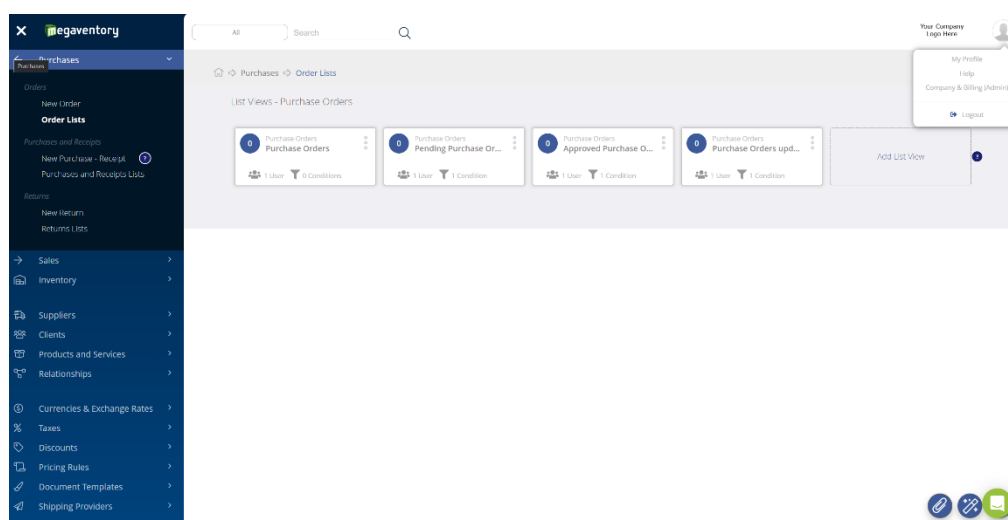 megaventory
All
Search
Your Company
Logo Here
Purchases
Purchases
Orders
New Order
Order Lists
Purchases and Receipts
New Purchase - Receipt ?
Purchases and Receipts Lists
Returns
New Return
Returns Lists
Sales
Inventory
Suppliers
Clients
Products and Services
Relationships
Currencies & Exchange Rates
Taxes
Discounts
Pricing Rules
Document Templates
Shipping Providers
Purchases Order Lists
List Views - Purchase Orders
0 Purchase Orders
Purchase Orders
1 User 0 Conditions
0 Purchase Orders
Pending Purchase Or...
1 User 1 Condition
0 Purchase Orders
Approved Purchase O...
1 User 1 Condition
0 Purchase Orders
Purchase Orders upd...
1 User 1 Condition
Add List View ?
My Profile
Help
Company & Billing (Admin)
Logout